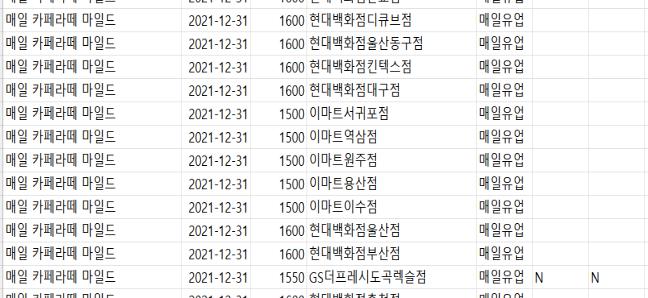 매일 카페라떼 마일드 2021-12-31 1600 현대백화점디큐브점 매일유업
매일 카페라떼 마일드 2021-12-31 1600 현대백화점울산동구점 매일유업
매일 카페라떼 마일드 2021-12-31 1600 현대백화점킨텍스점 매일유업
매일 카페라떼 마일드 2021-12-31 1600 현대백화점대구점 매일유업
매일 카페라떼 마일드 2021-12-31 1500 이마트서귀포점 매일유업
매일 카페라떼 마일드 2021-12-31 1500 이마트역삼점 매일유업
매일 카페라떼 마일드 2021-12-31 1500 이마트원주점 매일유업
매일 카페라떼 마일드 2021-12-31 1500 이마트용산점 매일유업
매일 카페라떼 마일드 2021-12-31 1500 이마트이수점 매일유업
매일 카페라떼 마일드 2021-12-31 1600 현대백화점울산점 매일유업
매일 카페라떼 마일드 2021-12-31 1600 현대백화점부산점 매일유업
매일 카페라떼 마일드 2021-12-31 1550 GS더프레시도곡렉슬점 매일유업 N N